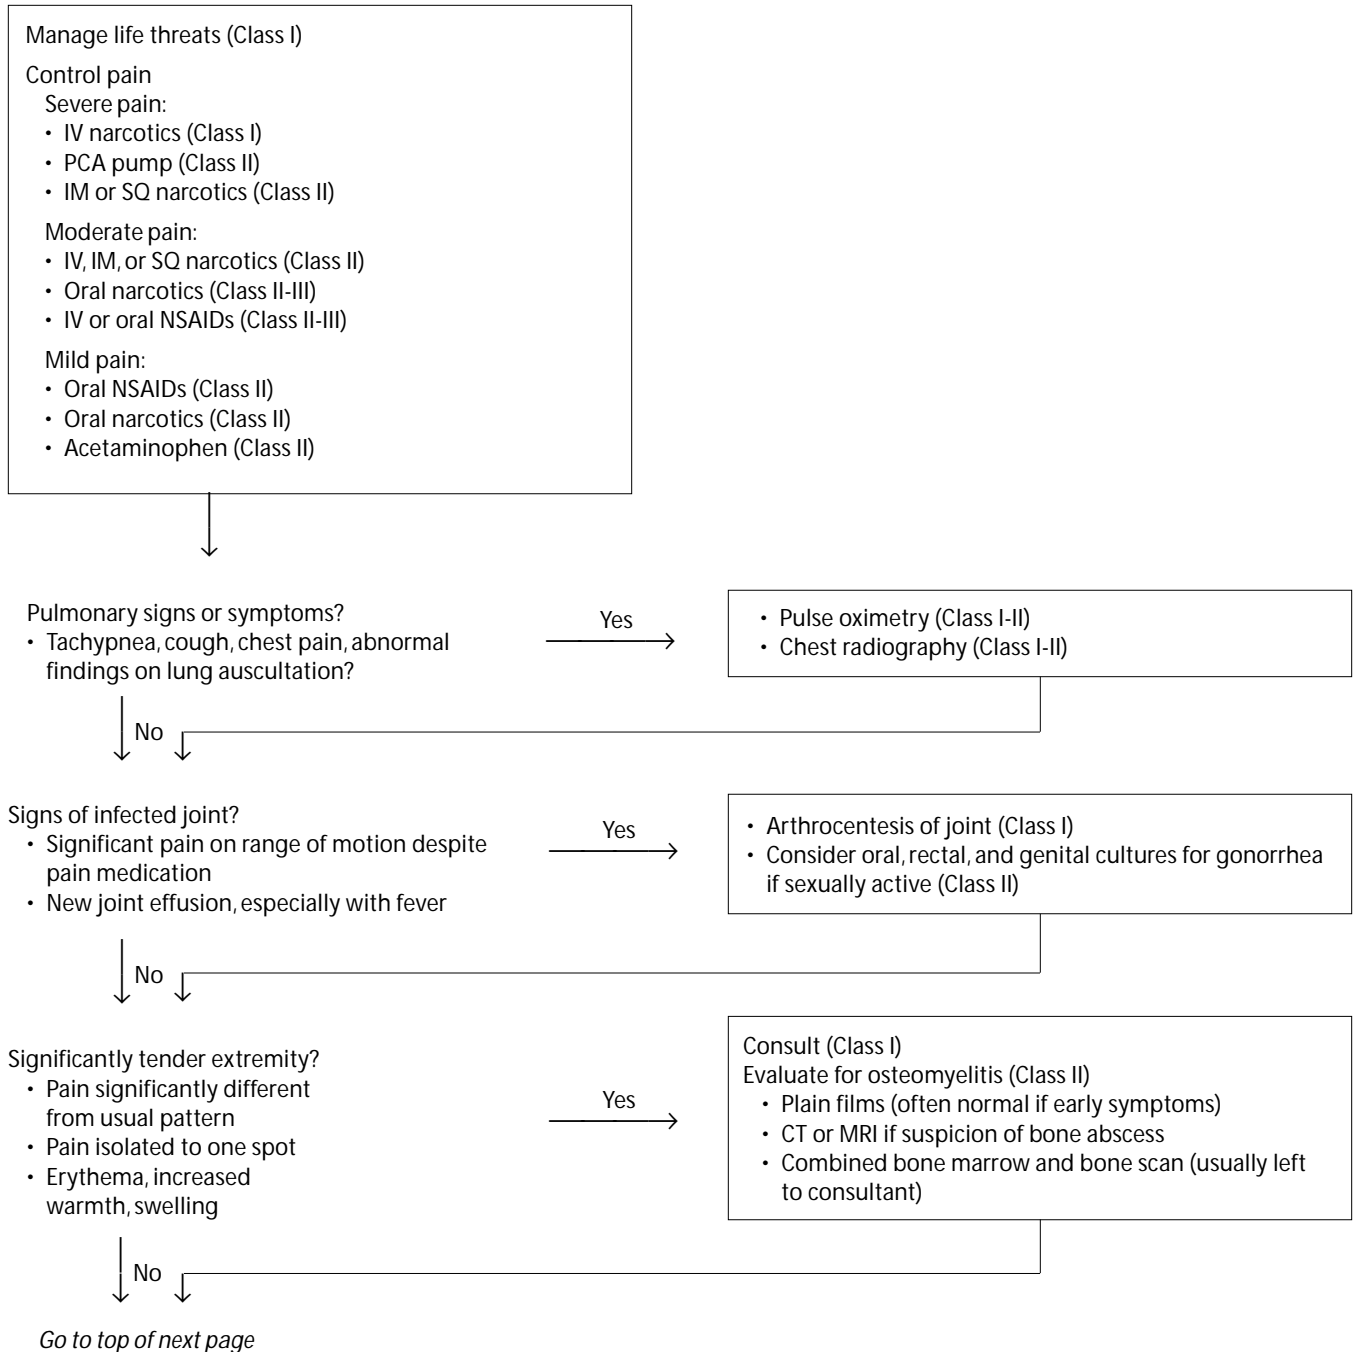 Manage life threats (Class I)
Control pain
Severe pain:
• IV narcotics (Class I)
• PCA pump (Class II)
• IM or SQ narcotics (Class II)
Moderate pain:
• IV, IM, or SQ narcotics (Class II)
• Oral narcotics (Class II-III)
• IV or oral NSAIDs (Class II-III)
Mild pain:
• Oral NSAIDs (Class II)
• Oral narcotics (Class II)
• Acetaminophen (Class II)
Pulmonary signs or symptoms?
• Tachypnea, cough, chest pain, abnormal
findings on lung auscultation?
Yes
• Pulse oximetry (Class I-II)
• Chest radiography (Class I-II)
No
Signs of infected joint?
• Significant pain on range of motion despite
pain medication
• New joint effusion, especially with fever
Yes
• Arthrocentesis of joint (Class I)
• Consider oral, rectal, and genital cultures for gonorrhea
if sexually active (Class II)
No
Significantly tender extremity?
• Pain significantly different
from usual pattern
• Pain isolated to one spot
• Erythema, increased
warmth, swelling
Yes
Consult (Class I)
Evaluate for osteomyelitis (Class II)
• Plain films (often normal if early symptoms)
• CT or MRI if suspicion of bone abscess
• Combined bone marrow and bone scan (usually left
to consultant)
No
Go to top of next page